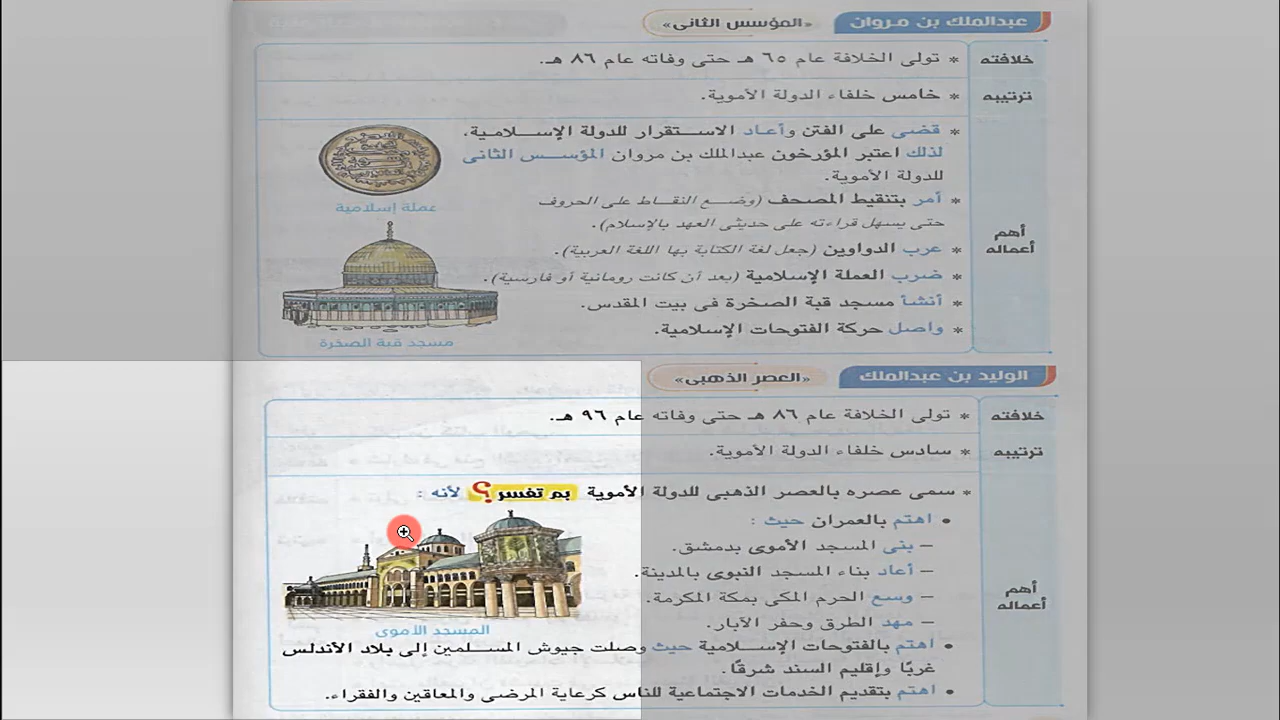 عبدالملك بن مروان
«المؤسس الثانى»
خلافته
* تولى الخلافة عام ٦٥ هـ حتى وفاته عام ٨٦ هـ.
ترتيبه
* خامس خلفاء الدولة الأموية.
أهم أعماله
* قضى على الفتن وأعاد الاستقرار للدولة الإسلامية،
لذلك اعتبر المؤرخون عبدالملك بن مروان المؤسس الثانى
للدولة الأموية.
* أمر بتنقيط المصحف (وضع النقاط على الحروف
حتى يسهل قراءته على حديثى العهد بالإسلام).
* عرب الدواوين (جعل لغة الكتابة بها اللغة العربية).
* ضرب العملة الإسلامية (بعد أن كانت رومانية أو فارسية).
* أنشأ مسجد قبة الصخرة فى بيت المقدس.
* واصل حركة الفتوحات الإسلامية.
عملة إسلامية
مسجد قبة الصخرة
الوليد بن عبدالملك
«العصر الذهبى»
خلافته
* تولى الخلافة عام ٨٦ هـ حتى وفاته عام ٩٦ هـ.
ترتيبه
* سادس خلفاء الدولة الأموية.
أهم أعماله
* سمى عصره بالعصر الذهبى للدولة الأموية بم تفسر؟ لأنه :
• اهتم بالعمران حيث :
– بنى المسجد الأموى بدمشق.
– أعاد بناء المسجد النبوى بالمدينة.
– وسع الحرم المكى بمكة المكرمة.
– مهد الطرق وحفر الآبار.
المسجد الأموى
• اهتم بالفتوحات الإسلامية حيث وصلت جيوش المسلمين إلى بلاد الأندلس
غربًا وإقليم السند شرقًا.
• اهتم بتقديم الخدمات الاجتماعية للناس كرعاية المرضى والمعاقين والفقراء.